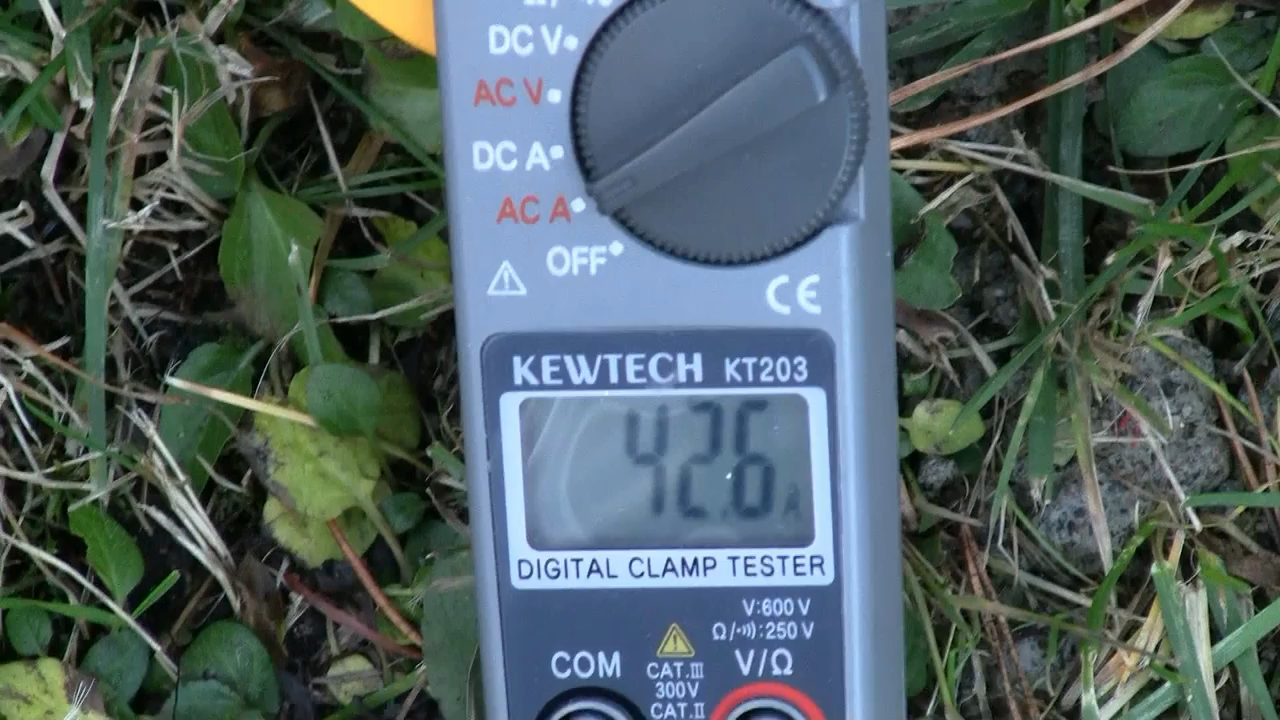 DC V
AC V
DC A
AC A
OFF
CE
KEWTECH KT203
42.6 A
DIGITAL CLAMP TESTER
V:600 V
Ω/•))):250 V
COM
CAT.III
300V
CAT.II
V/Ω